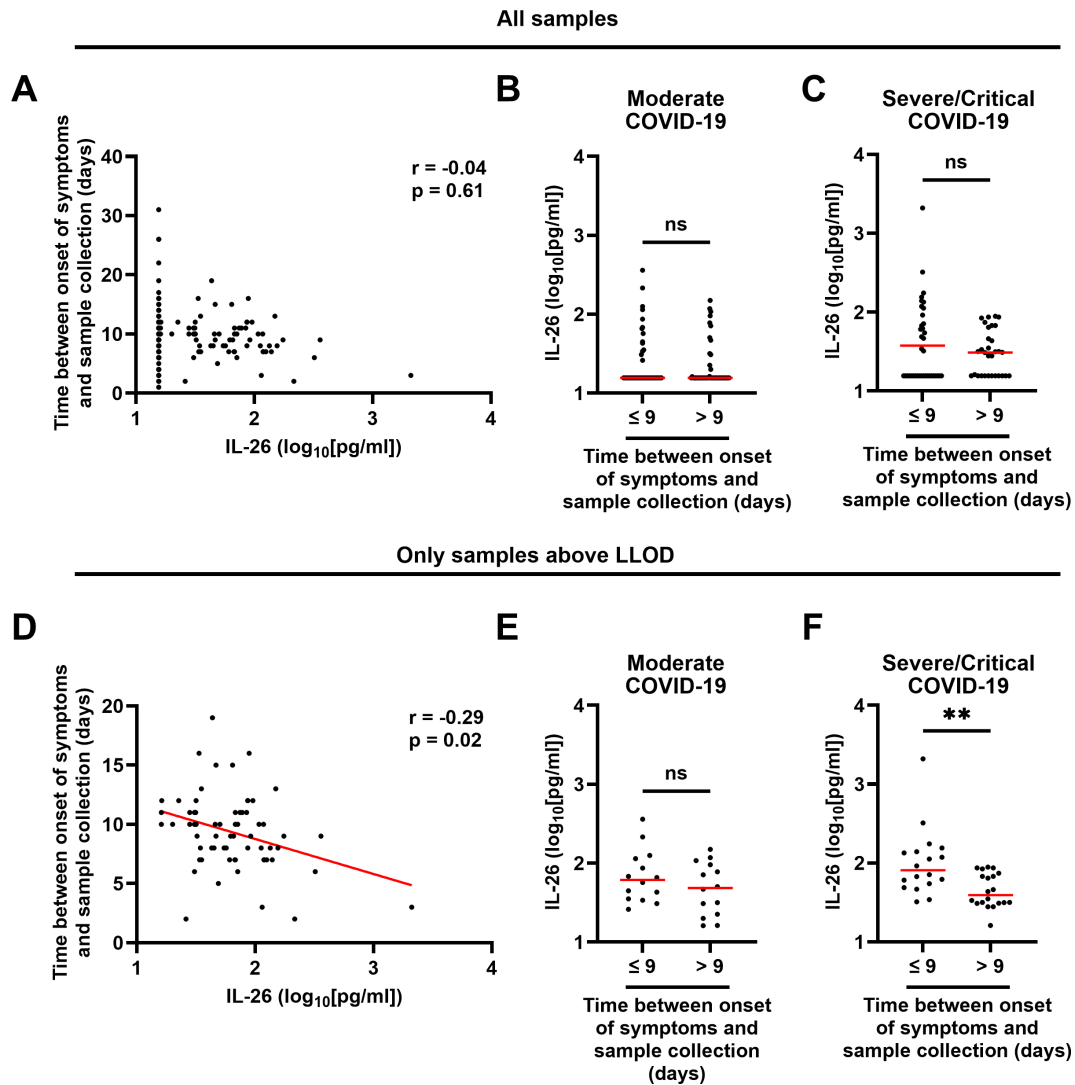 All samples
A
Time between onset of symptoms
and sample collection (days)
40
30
20
10
0
1
2
3
4
r = -0.04
p = 0.61
IL-26 (log10[pg/ml])
B
Moderate
COVID-19
IL-26 (log10[pg/ml])
4
3
2
1
ns
≤ 9
> 9
Time between onset
of symptoms and
sample collection (days)
C
Severe/Critical
COVID-19
IL-26 (log10[pg/ml])
4
3
2
1
ns
≤ 9
> 9
Time between onset
of symptoms and
sample collection (days)
Only samples above LLOD
D
Time between onset of symptoms
and sample collection (days)
20
15
10
5
0
1
2
3
4
r = -0.29
p = 0.02
IL-26 (log10[pg/ml])
E
Moderate
COVID-19
IL-26 (log10[pg/ml])
4
3
2
1
ns
≤ 9
> 9
Time between onset
of symptoms and
sample collection
(days)
F
Severe/Critical
COVID-19
IL-26 (log10[pg/ml])
4
3
2
1
**
≤ 9
> 9
Time between onset
of symptoms and
sample collection (days)